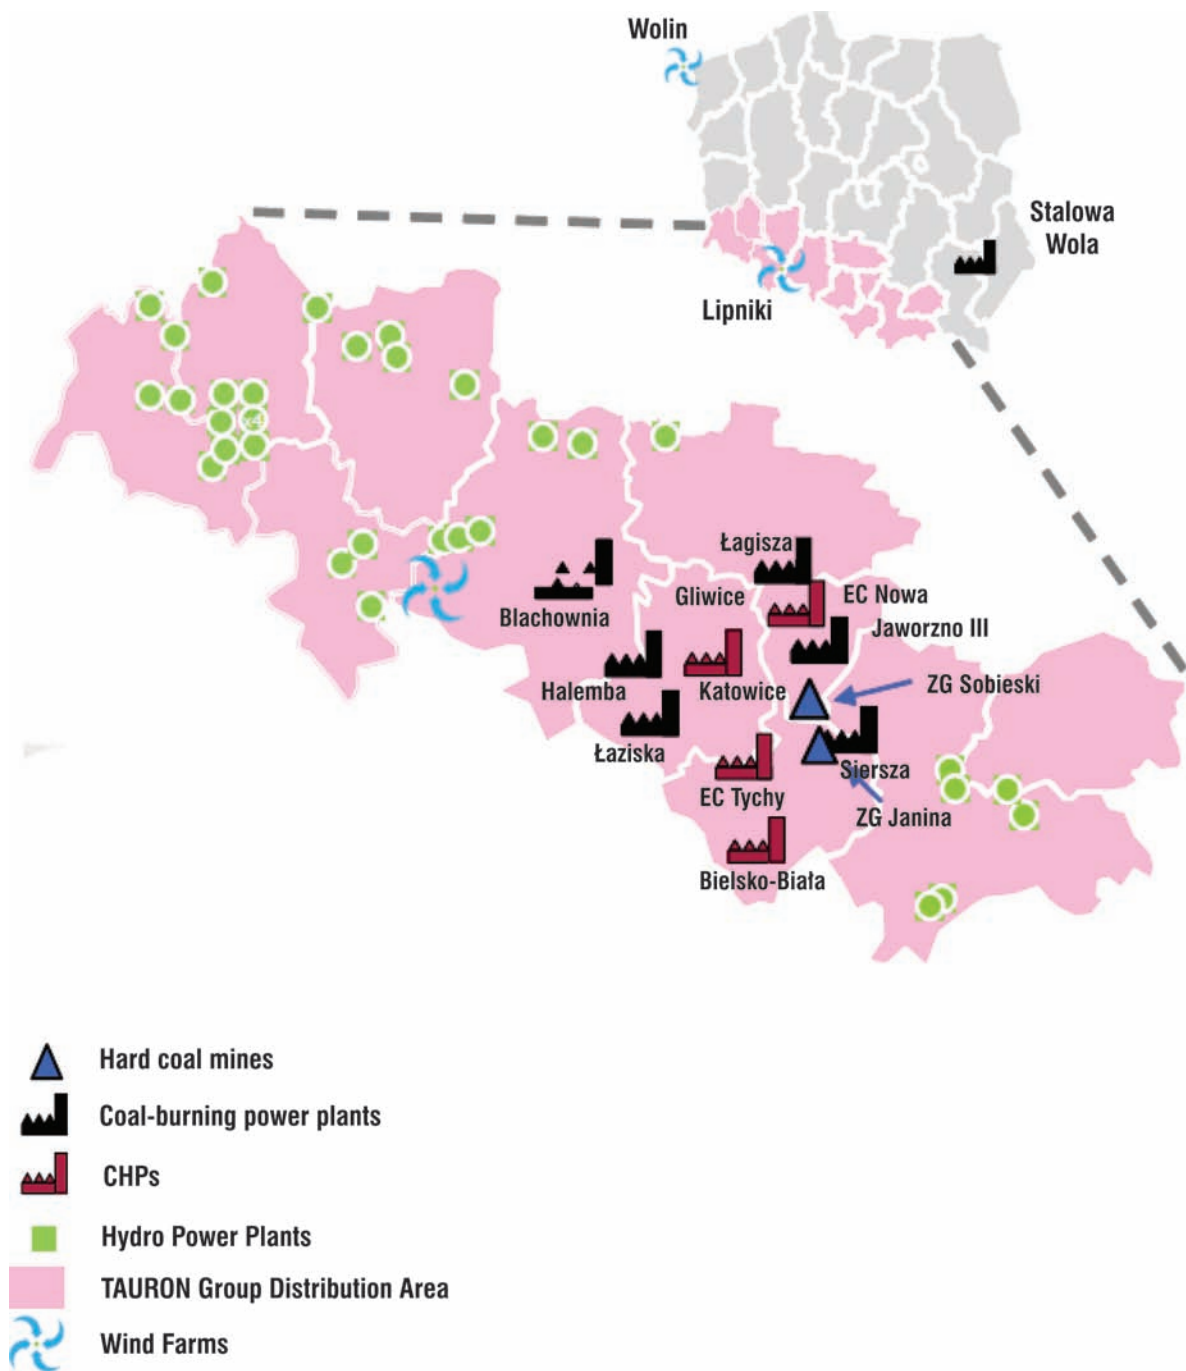 Wolin
Stalowa
Wola
Lipniki
x4
Łagisza
Gliwice
EC Nowa
Blachownia
Jaworzno III
Halemba
Katowice
ZG Sobieski
Łaziska
Siersza
EC Tychy
ZG Janina
Bielsko-Biała
Hard coal mines
Coal-burning power plants
CHPs
Hydro Power Plants
TAURON Group Distribution Area
Wind Farms